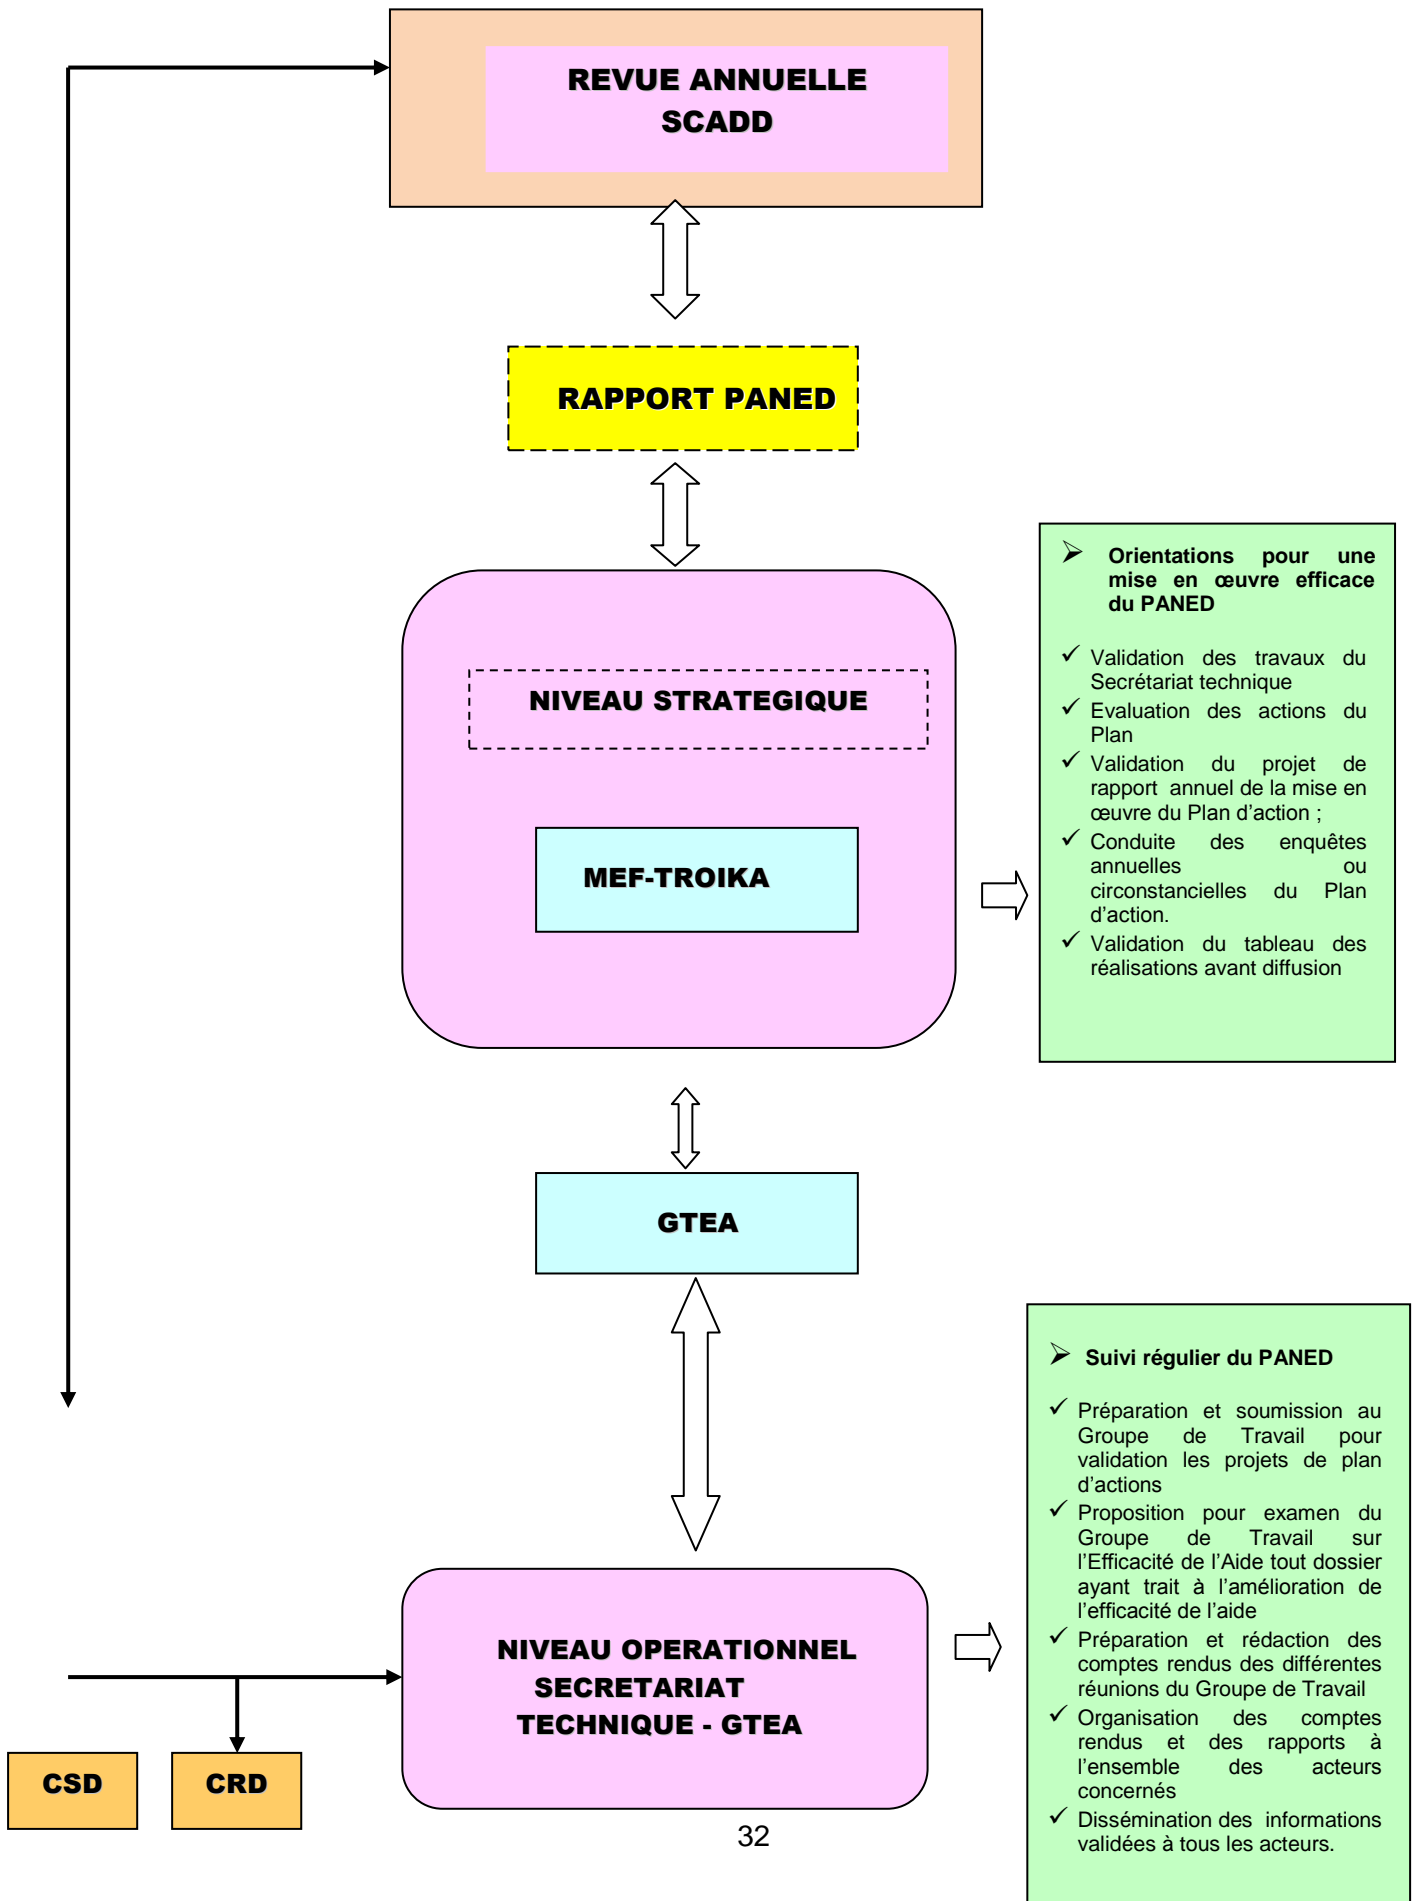 REVUE ANNUELLE
SCADD
RAPPORT PANED
NIVEAU STRATEGIQUE
MEF-TROIKA
➢ Orientations pour une
mise en œuvre efficace
du PANED
✓ Validation des travaux du
Secrétariat technique
✓ Evaluation des actions du
Plan
✓ Validation du projet de
rapport annuel de la mise en
œuvre du Plan d’action ;
✓ Conduite des enquêtes
annuelles ou
circonstancielles du Plan
d’action.
✓ Validation du tableau des
réalisations avant diffusion
GTEA
➢ Suivi régulier du PANED
✓ Préparation et soumission au
Groupe de Travail pour
validation les projets de plan
d’actions
✓ Proposition pour examen du
Groupe de Travail sur
l’Efficacité de l’Aide tout dossier
ayant trait à l’amélioration de
l’efficacité de l’aide
✓ Préparation et rédaction des
comptes rendus des différentes
réunions du Groupe de Travail
✓ Organisation des comptes
rendus et des rapports à
l’ensemble des acteurs
concernés
✓ Dissémination des informations
validées à tous les acteurs.
NIVEAU OPERATIONNEL
SECRETARIAT
TECHNIQUE - GTEA
CSD
CRD
32